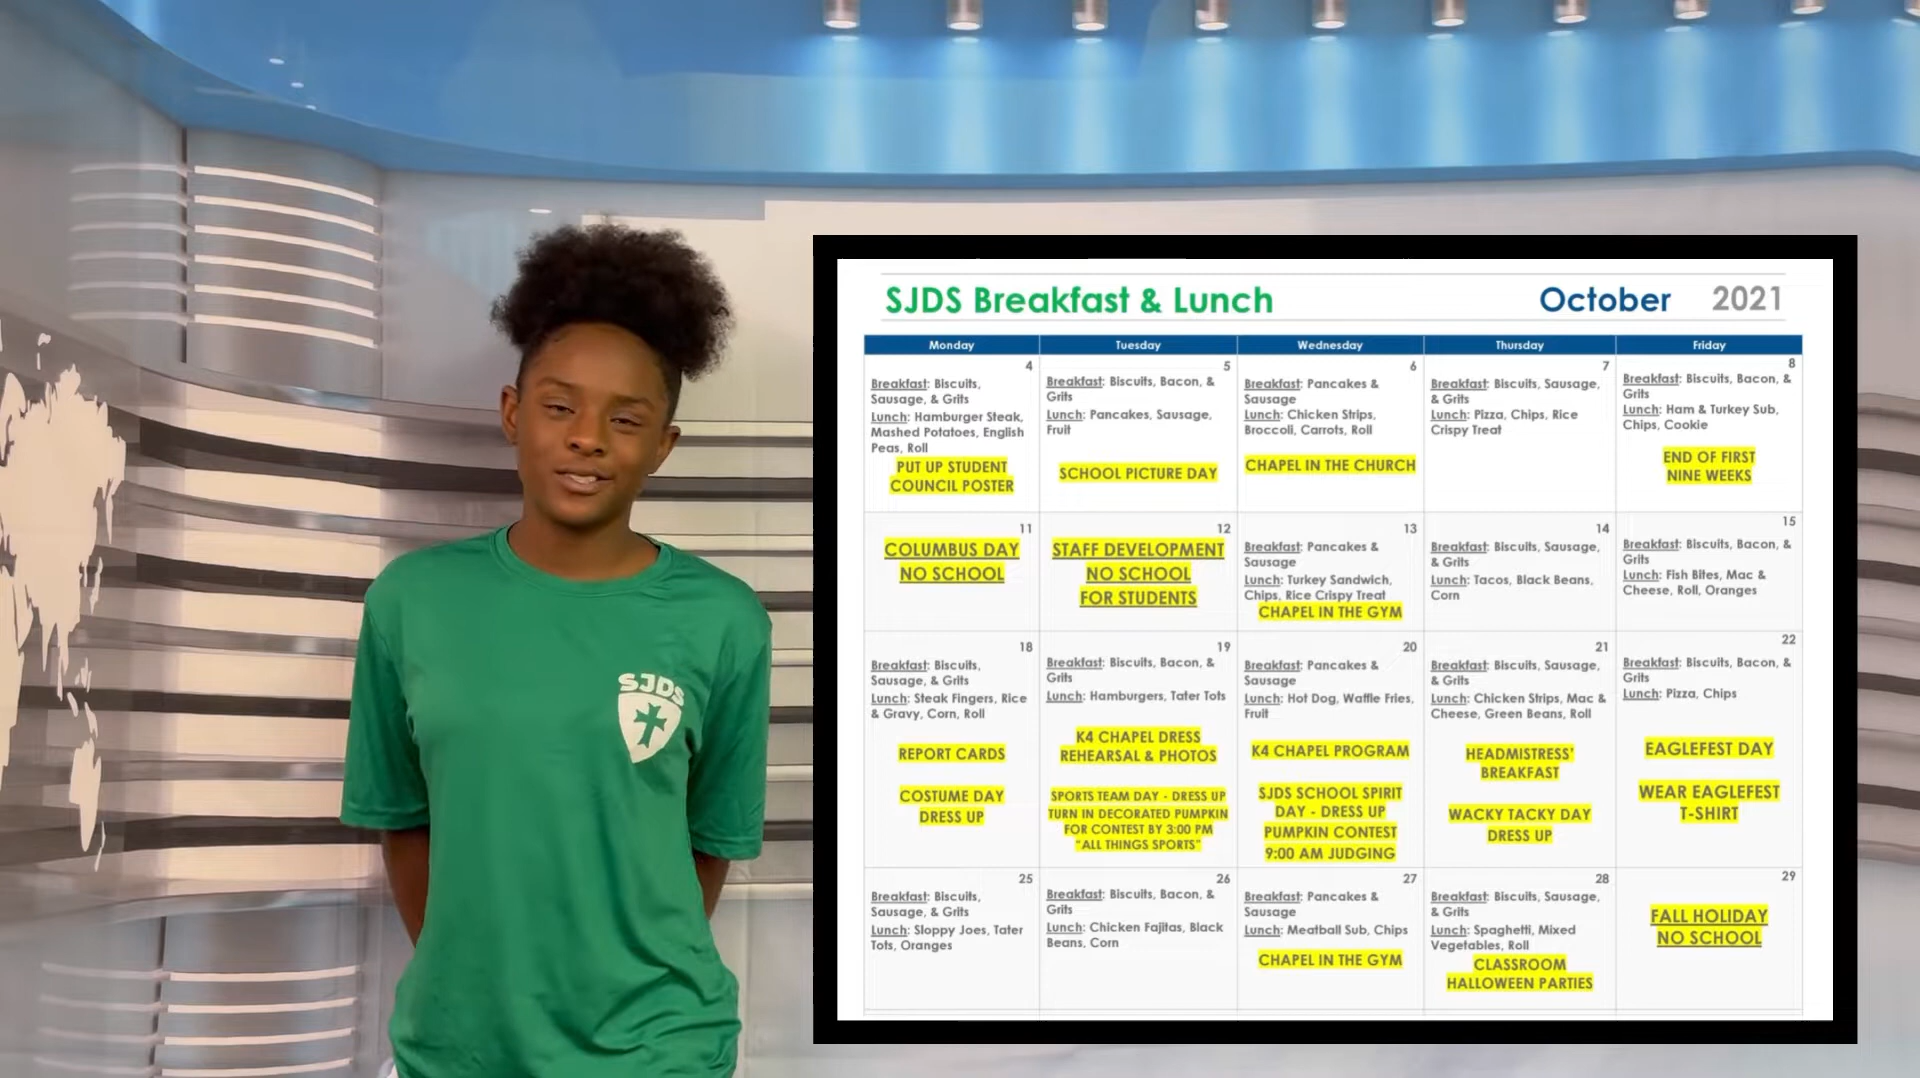 SJDS
SJDS Breakfast & Lunch October 2021
Monday Tuesday Wednesday Thursday Friday
4
Breakfast: Biscuits,
Sausage, & Grits
Lunch: Hamburger Steak,
Mashed Potatoes, English
Peas, Roll
PUT UP STUDENT
COUNCIL POSTER
5
Breakfast: Biscuits, Bacon, &
Grits
Lunch: Pancakes, Sausage,
Fruit
SCHOOL PICTURE DAY
6
Breakfast: Pancakes &
Sausage
Lunch: Chicken Strips,
Broccoli, Carrots, Roll
CHAPEL IN THE CHURCH
7
Breakfast: Biscuits, Sausage,
& Grits
Lunch: Pizza, Chips, Rice
Crispy Treat
8
Breakfast: Biscuits, Bacon, &
Grits
Lunch: Ham & Turkey Sub,
Chips, Cookie
END OF FIRST
NINE WEEKS
11
COLUMBUS DAY
NO SCHOOL
12
STAFF DEVELOPMENT
NO SCHOOL
FOR STUDENTS
13
Breakfast: Pancakes &
Sausage
Lunch: Turkey Sandwich,
Chips, Rice Crispy Treat
CHAPEL IN THE GYM
14
Breakfast: Biscuits, Sausage,
& Grits
Lunch: Tacos, Black Beans,
Corn
15
Breakfast: Biscuits, Bacon, &
Grits
Lunch: Fish Bites, Mac &
Cheese, Roll, Oranges
18
Breakfast: Biscuits,
Sausage, & Grits
Lunch: Steak Fingers, Rice
& Gravy, Corn, Roll
REPORT CARDS
COSTUME DAY
DRESS UP
19
Breakfast: Biscuits, Bacon, &
Grits
Lunch: Hamburgers, Tater Tots
K4 CHAPEL DRESS
REHEARSAL & PHOTOS
SPORTS TEAM DAY - DRESS UP
TURN IN DECORATED PUMPKIN
FOR CONTEST BY 3:00 PM
"ALL THINGS SPORTS"
20
Breakfast: Pancakes &
Sausage
Lunch: Hot Dog, Waffle Fries,
Fruit
K4 CHAPEL PROGRAM
SJDS SCHOOL SPIRIT
DAY - DRESS UP
PUMPKIN CONTEST
9:00 AM JUDGING
21
Breakfast: Biscuits, Sausage,
& Grits
Lunch: Chicken Strips, Mac &
Cheese, Green Beans, Roll
HEADMISTRESS'
BREAKFAST
WACKY TACKY DAY
DRESS UP
22
Breakfast: Biscuits, Bacon, &
Grits
Lunch: Pizza, Chips
EAGLEFEST DAY
WEAR EAGLEFEST
T-SHIRT
25
Breakfast: Biscuits,
Sausage, & Grits
Lunch: Sloppy Joes, Tater
Tots, Oranges
26
Breakfast: Biscuits, Bacon, &
Grits
Lunch: Chicken Fajitas, Black
Beans, Corn
27
Breakfast: Pancakes &
Sausage
Lunch: Meatball Sub, Chips
CHAPEL IN THE GYM
28
Breakfast: Biscuits, Sausage,
& Grits
Lunch: Spaghetti, Mixed
Vegetables, Roll
CLASSROOM
HALLOWEEN PARTIES
29
FALL HOLIDAY
NO SCHOOL